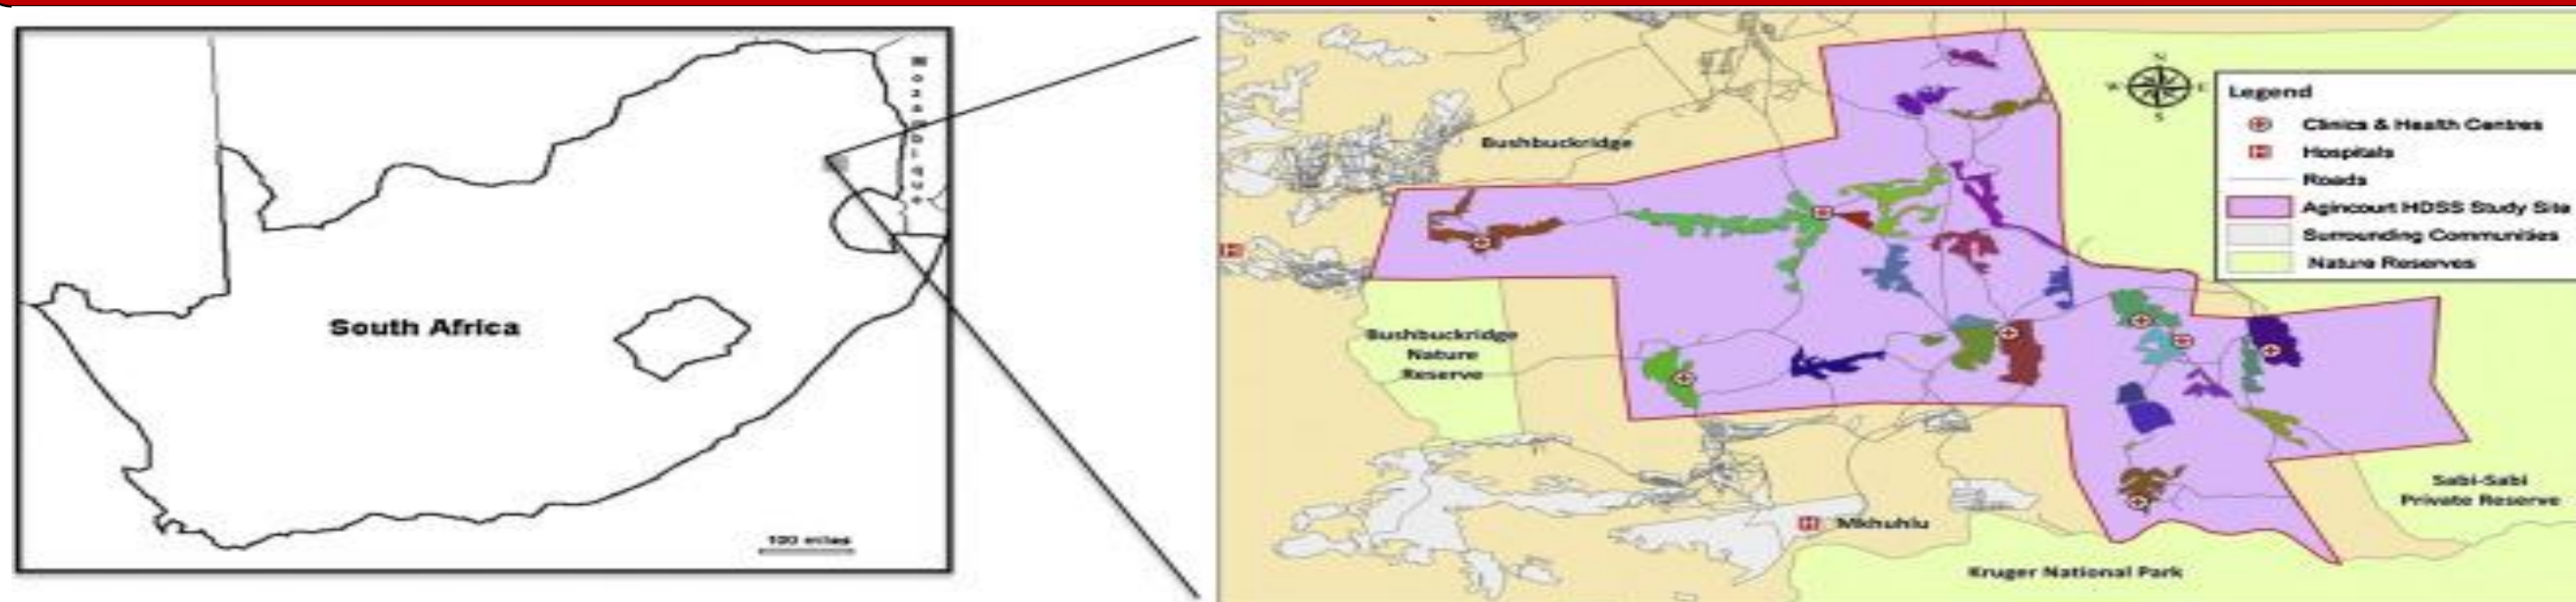 Mozambique
South Africa
100 miles
Bushbuckridge
Bushbuckridge
Nature
Reserve
Mkhuhlu
Kruger National Park
Sabi-Sabi
Private Reserve
N
W
E
S
Legend
Clinics & Health Centres
H Hospitals
Roads
Agincourt HDSS Study Site
Surrounding Communities
Nature Reserves
H
H